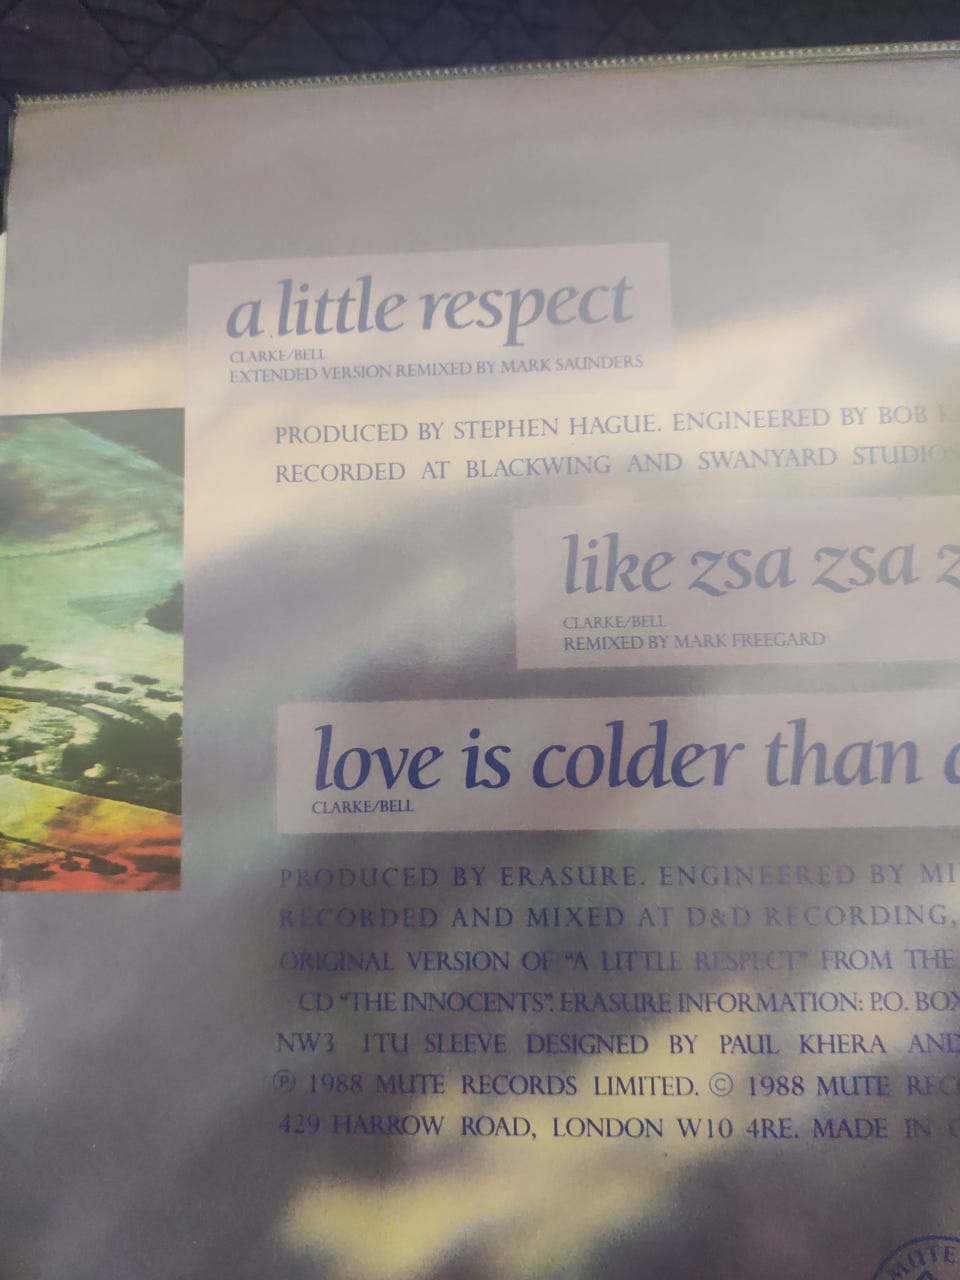 a little respect
CLARKE/BELL
EXTENDED VERSION REMIXED BY MARK SAUNDERS
PRODUCED BY STEPHEN HAGUE. ENGINEERED BY BOB
RECORDED AT BLACKWING AND SWANYARD STUDIOS
like zsa zsa z
CLARKE/BELL
REMIXED BY MARK FREEGARD
love is colder than
CLARKE/BELL
PRODUCED BY ERASURE. ENGINEERED BY MI
RECORDED AND MIXED AT D&D RECORDING,
ORIGINAL VERSION OF “A LITTLE RESPECT” FROM THE
CD “THE INNOCENTS”. ERASURE INFORMATION: P.O. BOX
NW3 1TU SLEEVE DESIGNED BY PAUL KHERA AND
Ⓟ 1988 MUTE RECORDS LIMITED. © 1988 MUTE REC
429 HARROW ROAD, LONDON W10 4RE. MADE IN
MUTE